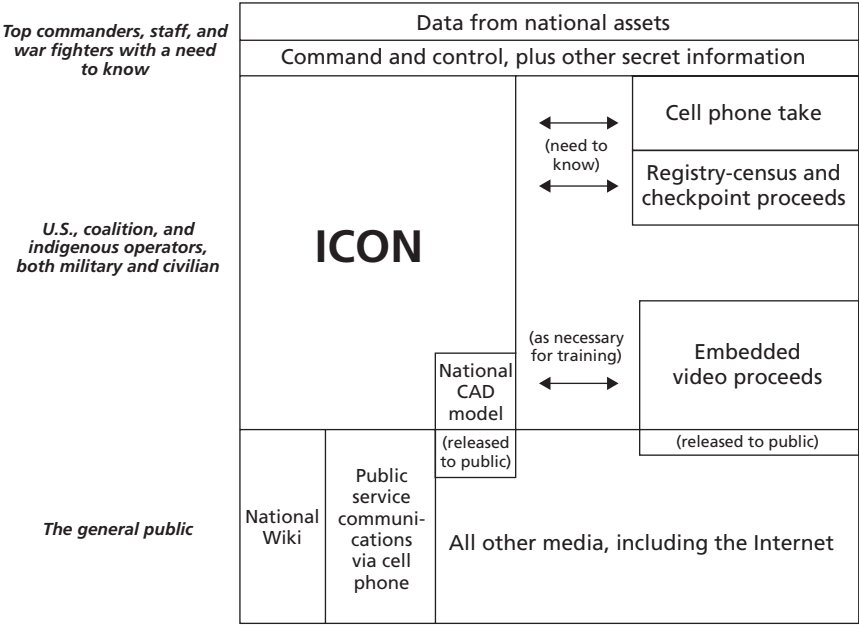 Top commanders, staff, and
war fighters with a need
to know
Data from national assets
Command and control, plus other secret information
U.S., coalition, and
indigenous operators,
both military and civilian
ICON
(need to
know)
Cell phone take
Registry-census and
checkpoint proceeds
(as necessary
for training)
Embedded
video proceeds
National
CAD
model
(released
to public)
(released to public)
The general public
National
Wiki
Public
service
communi-
cations
via cell
phone
All other media, including the Internet